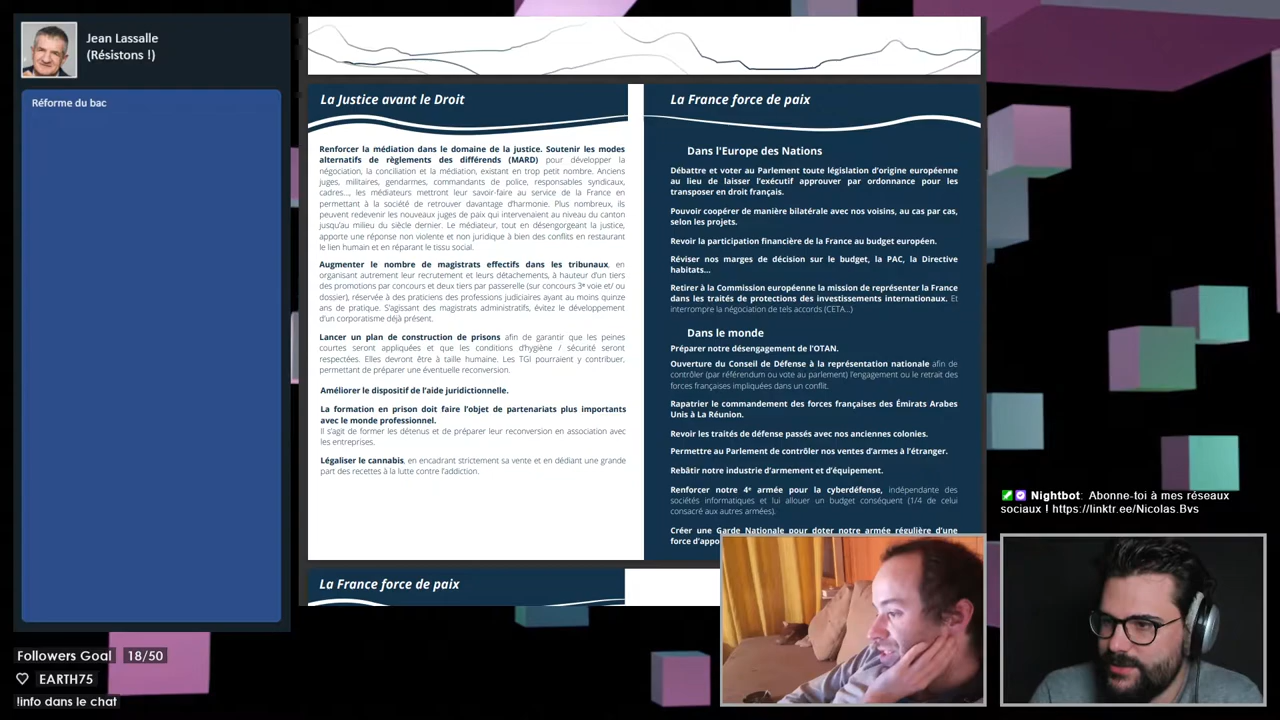 Jean Lassalle
(Résistons !)
Réforme du bac
La Justice avant le Droit
Renforcer la médiation dans le domaine de la justice. Soutenir les modes
alternatifs de règlements des différends (MARD) pour développer la
négociation, la conciliation et la médiation, existant en trop petit nombre. Anciens
juges, militaires, gendarmes, commandants de police, responsables syndicaux,
cadres…, les médiateurs mettront leur savoir-faire au service de la France en
permettant à la société de retrouver davantage d'harmonie. Plus nombreux, ils
peuvent redevenir les nouveaux juges de paix qui intervenaient au niveau du canton
jusqu'au milieu du siècle dernier. Le médiateur, tout en désengorgeant la justice,
apporte une réponse non violente et non juridique à bien des conflits en restaurant
le lien humain et en réparant le tissu social.
Augmenter le nombre de magistrats effectifs dans les tribunaux, en
organisant autrement leur recrutement et leurs détachements, à hauteur d'un tiers
des promotions par concours et deux tiers par passerelle (sur concours 3ᵉ voie et/ ou
dossier), réservée à des praticiens des professions judiciaires ayant au moins quinze
ans de pratique. S'agissant des magistrats administratifs, évitez le développement
d'un corporatisme déjà présent.
Lancer un plan de construction de prisons afin de garantir que les peines
courtes seront appliquées et que les conditions d'hygiène / sécurité seront
respectées. Elles devront être à taille humaine. Les TGI pourraient y contribuer,
permettant de préparer une éventuelle reconversion.
Améliorer le dispositif de l'aide juridictionnelle.
La formation en prison doit faire l'objet de partenariats plus importants
avec le monde professionnel.
Il s'agit de former les détenus et de préparer leur reconversion en association avec
les entreprises.
Légaliser le cannabis, en encadrant strictement sa vente et en dédiant une grande
part des recettes à la lutte contre l'addiction.
La France force de paix
Dans l'Europe des Nations
Débattre et voter au Parlement toute législation d'origine européenne
au lieu de laisser l'exécutif approuver par ordonnance pour les
transposer en droit français.
Pouvoir coopérer de manière bilatérale avec nos voisins, au cas par cas,
selon les projets.
Revoir la participation financière de la France au budget européen.
Réviser nos marges de décision sur le budget, la PAC, la Directive
habitats…
Retirer à la Commission européenne la mission de représenter la France
dans les traités de protections des investissements internationaux. Et
interrompre la négociation de tels accords (CETA…)
Dans le monde
Préparer notre désengagement de l'OTAN.
Ouverture du Conseil de Défense à la représentation nationale afin de
contrôler (par référendum ou vote au parlement) l'engagement ou le retrait des
forces françaises impliquées dans un conflit.
Rapatrier le commandement des forces françaises des Émirats Arabes
Unis à La Réunion.
Revoir les traités de défense passés avec nos anciennes colonies.
Permettre au Parlement de contrôler nos ventes d'armes à l'étranger.
Rebâtir notre industrie d'armement et d'équipement.
Renforcer notre 4ᵉ armée pour la cyberdéfense, indépendante des
sociétés informatiques et lui allouer un budget conséquent (1/4 de celui
consacré aux autres armées).
Créer une Garde Nationale pour doter notre armée régulière d'une
force d'appo
La France force de paix
Nightbot: Abonne-toi à mes réseaux
sociaux ! https://linktr.ee/Nicolas.Bvs
Followers Goal 18/50
EARTH75
!info dans le chat